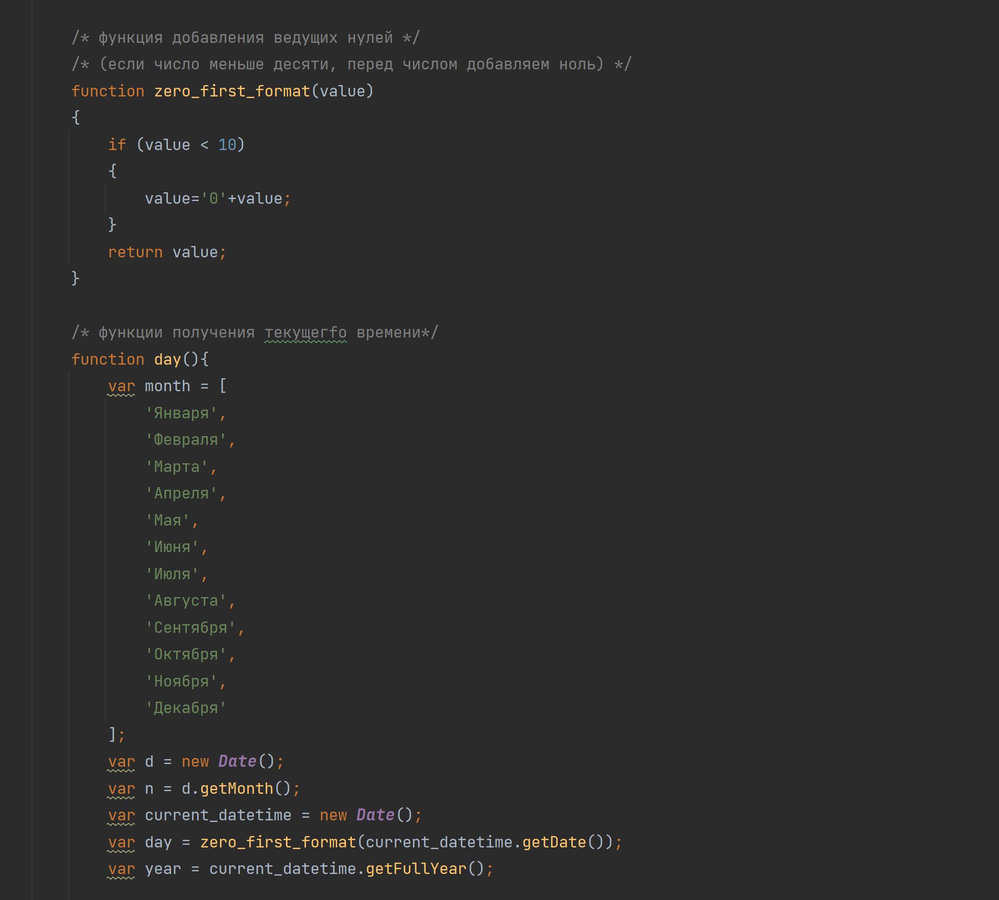 /* функция добавления ведущих нулей */
/* (если число меньше десяти, перед числом добавляем ноль) */
function zero_first_format(value)
{
if (value < 10)
{
value='0'+value;
}
return value;
}
/* функции получения текущегfо времени*/
function day(){
var month = [
'Января',
'Февраля',
'Марта',
'Апреля',
'Мая',
'Июня',
'Июля',
'Августа',
'Сентября',
'Октября',
'Ноября',
'Декабря'
];
var d = new Date();
var n = d.getMonth();
var current_datetime = new Date();
var day = zero_first_format(current_datetime.getDate());
var year = current_datetime.getFullYear();